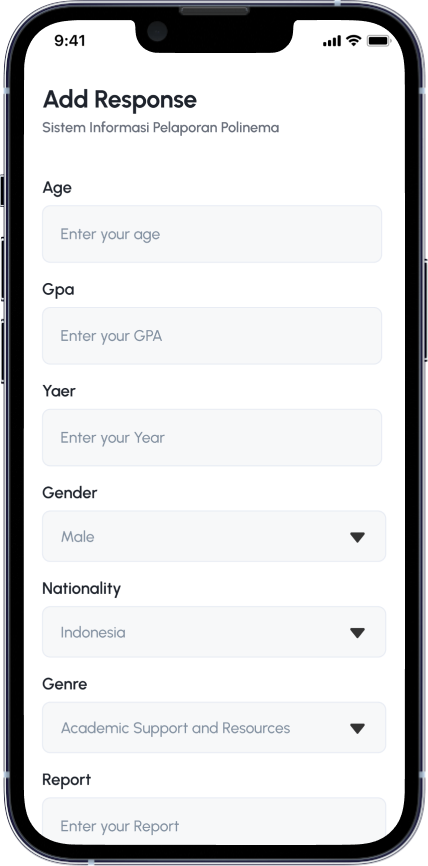 9:41
Add Response
Sistem Informasi Pelaporan Polinema
Age
Enter your age
Gpa
Enter your GPA
Yaer
Enter your Year
Gender
Male
Nationality
Indonesia
Genre
Academic Support and Resources
Report
Enter your Report